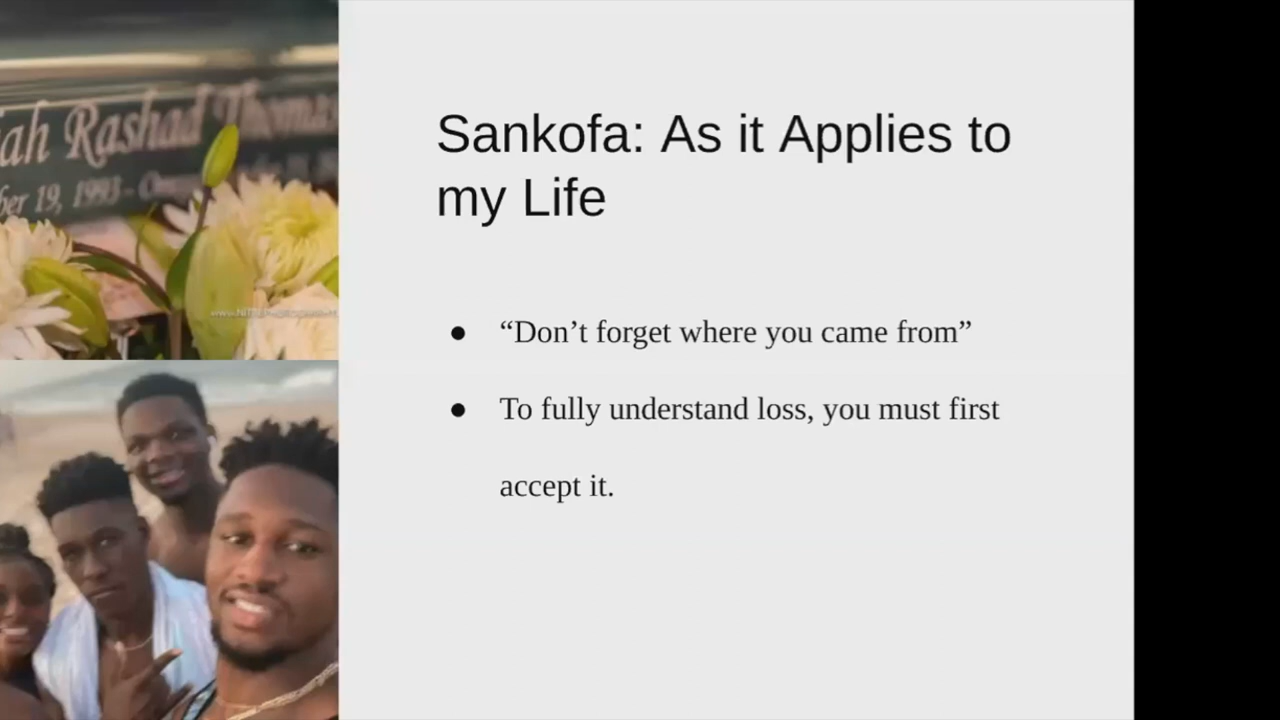 ah Rashad Thomas
ber 19, 1993 -
Sankofa: As it Applies to
my Life
● “Don’t forget where you came from”
● To fully understand loss, you must first
accept it.